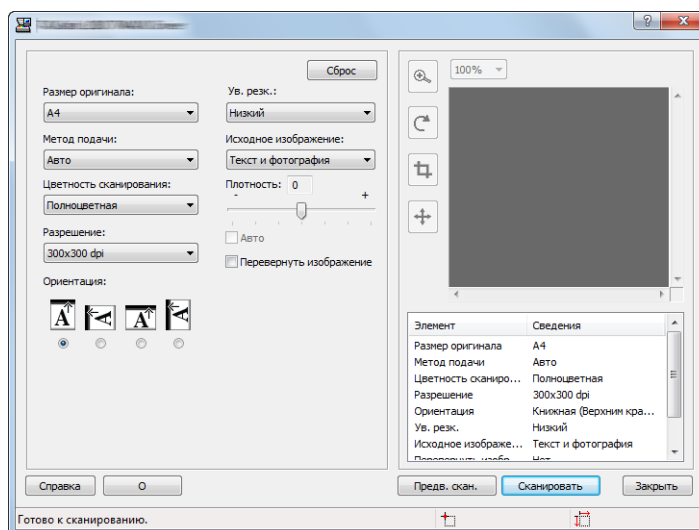 Сброс
Размер оригинала:
A4
Метод подачи:
Авто
Цветность сканирования:
Полноцветная
Разрешение:
300x300 dpi
Ориентация:
A A A A
Ув. резк.:
Низкий
Исходное изображение:
Текст и фотография
Плотность: 0
- +
Авто
Перевернуть изображение
100%
Элемент Сведения
Размер оригинала A4
Метод подачи Авто
Цветность сканиро... Полноцветная
Разрешение 300x300 dpi
Ориентация Книжная (Верхним кра...
Ув. резк. Низкий
Исходное изображе... Текст и фотография
Перевернуть изобр... Нет
Справка О Предв. скан. Сканировать Закрыть
Готово к сканированию.